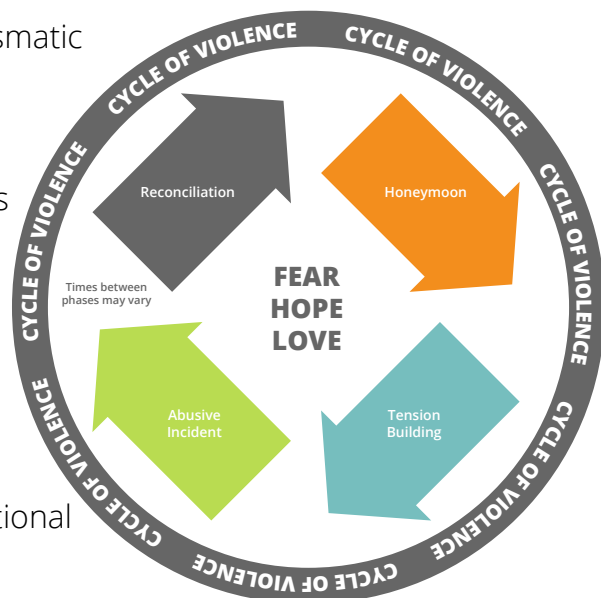 smatic
s
tional
CYCLE OF VIOLENCE
CYCLE OF VIOLENCE
CYCLE OF VIOLENCE
CYCLE OF VIOLENCE
CYCLE OF VIOLENCE
CYCLE OF VIOLENCE
CYCLE OF VIOLENCE
CYCLE OF VIOLENCE
Reconciliation
Honeymoon
Times between
phases may vary
FEAR
HOPE
LOVE
Abusive
Incident
Tension
Building